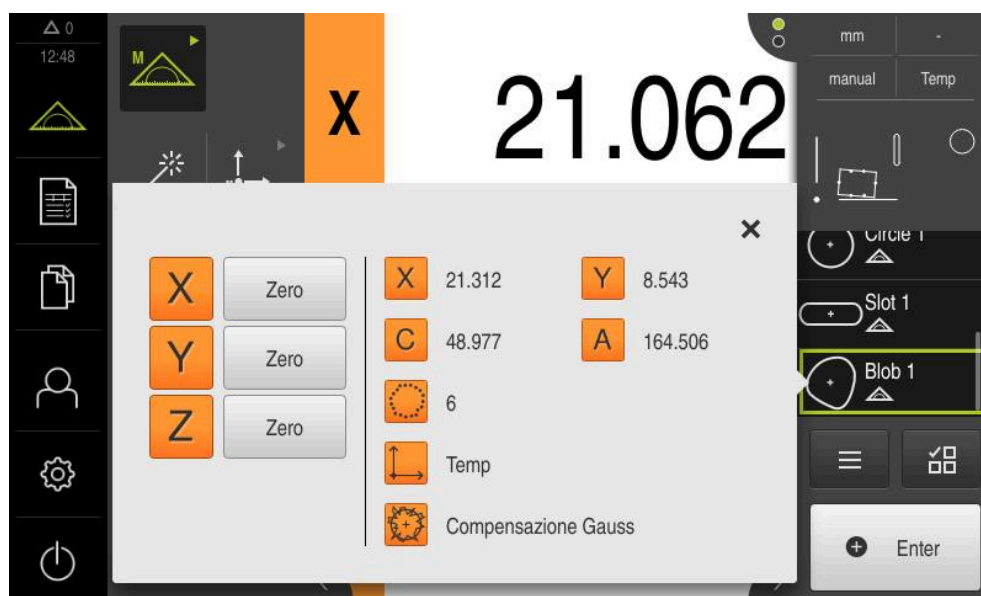 0
12:48
M
X
21.062
mm -
manual Temp
X Zero
Y Zero
Z Zero
X 21.312 Y 8.543
C 48.977 A 164.506
6
Temp
Compensazione Gauss
Circle 1
Slot 1
Blob 1
Enter